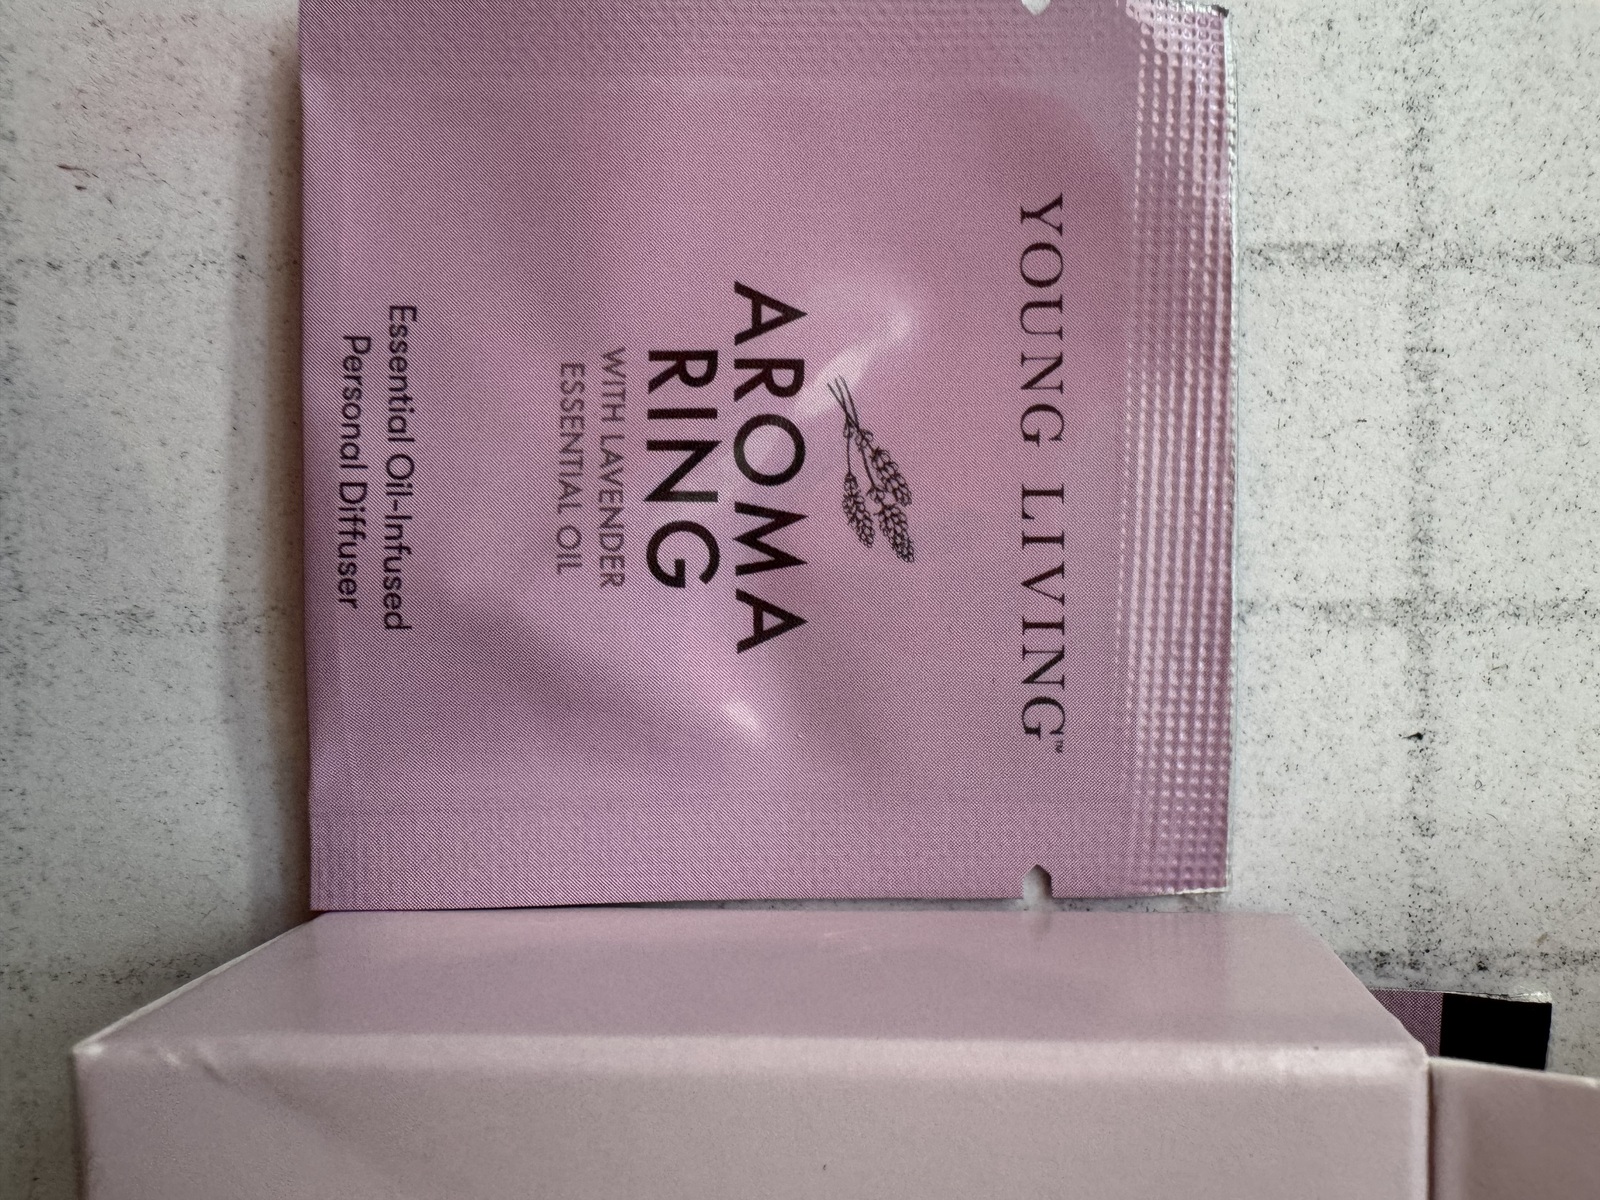 YOUNG LIVING™
AROMA
RING
WITH LAVENDER
ESSENTIAL OIL
Essential Oil-Infused
Personal Diffuser